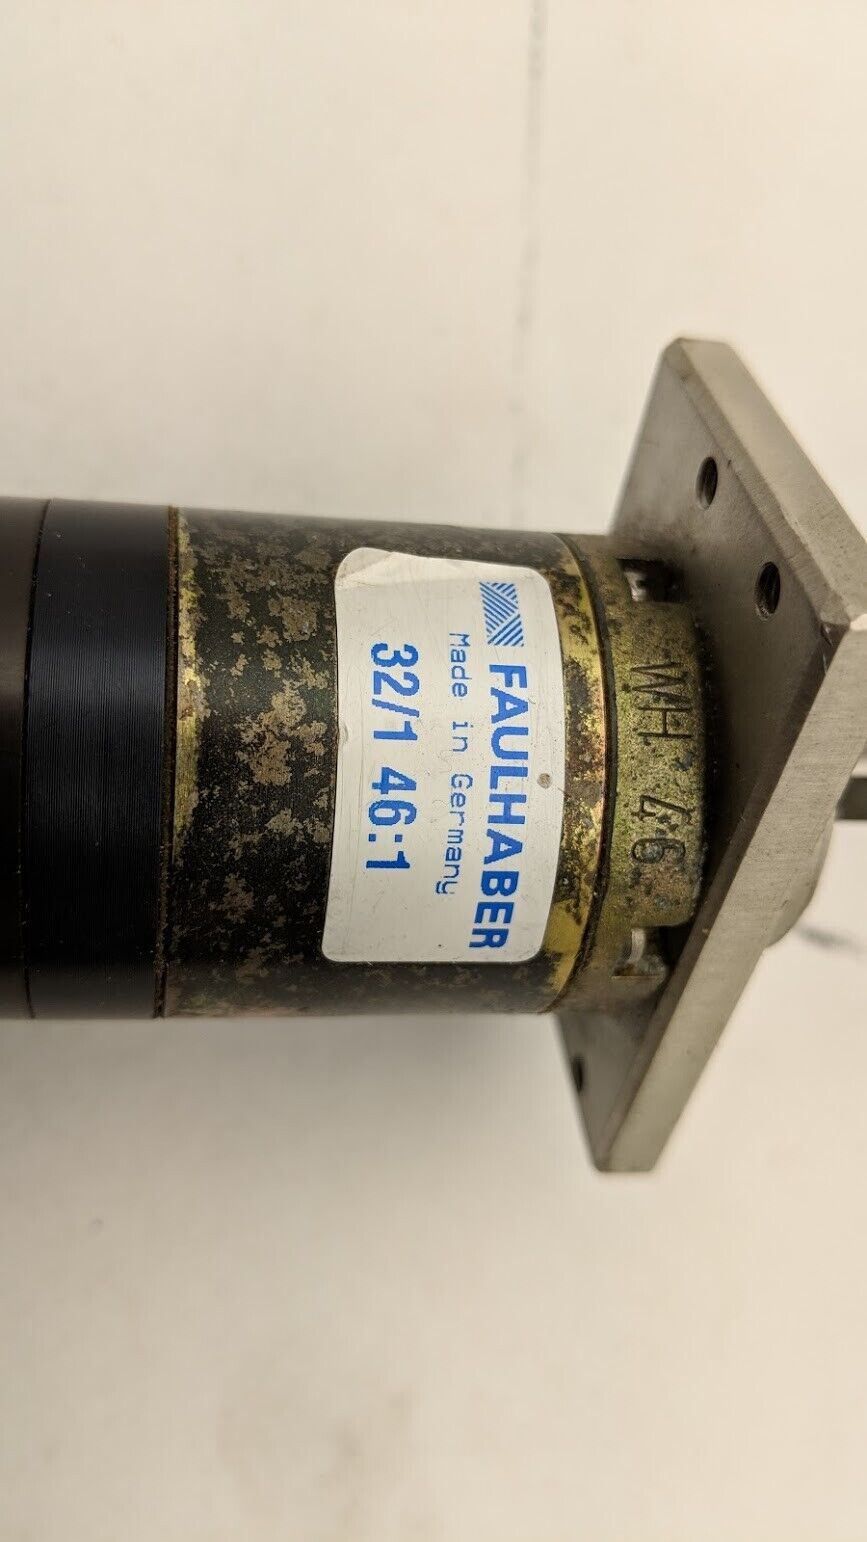 FAULHABER
Made in Germany
32/1 46:1
WH 46